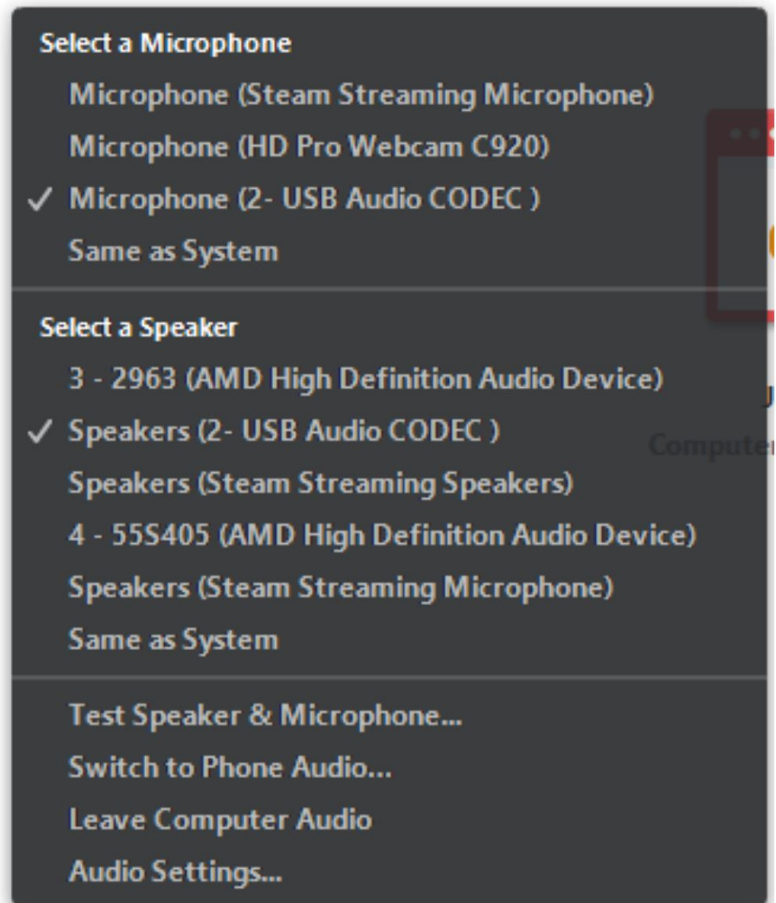 Select a Microphone
Microphone (Steam Streaming Microphone)
Microphone (HD Pro Webcam C920)
✓ Microphone (2- USB Audio CODEC )
Same as System
Select a Speaker
3 - 2963 (AMD High Definition Audio Device)
✓ Speakers (2- USB Audio CODEC )
Computer
Speakers (Steam Streaming Speakers)
4 - 55S405 (AMD High Definition Audio Device)
Speakers (Steam Streaming Microphone)
Same as System
Test Speaker & Microphone...
Switch to Phone Audio...
Leave Computer Audio
Audio Settings...